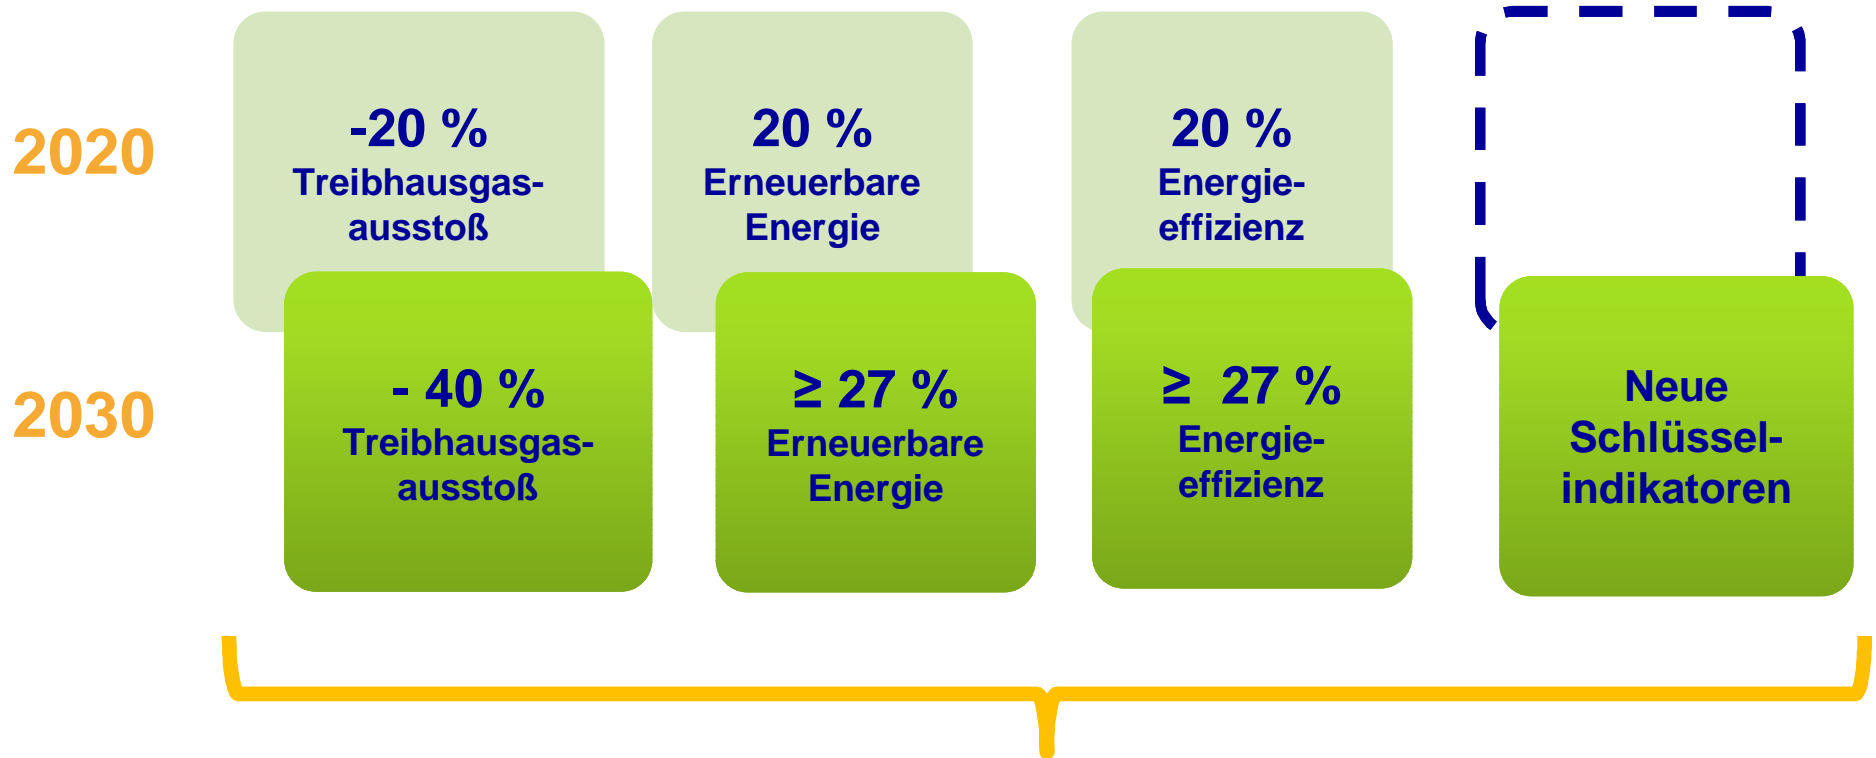 2020
-20 %
Treibhausgas-
ausstoß
20 %
Erneuerbare
Energie
20 %
Energie-
effizienz
2030
- 40 %
Treibhausgas-
ausstoß
≥ 27 %
Erneuerbare
Energie
≥ 27 %
Energie-
effizienz
Neue
Schlüssel-
indikatoren